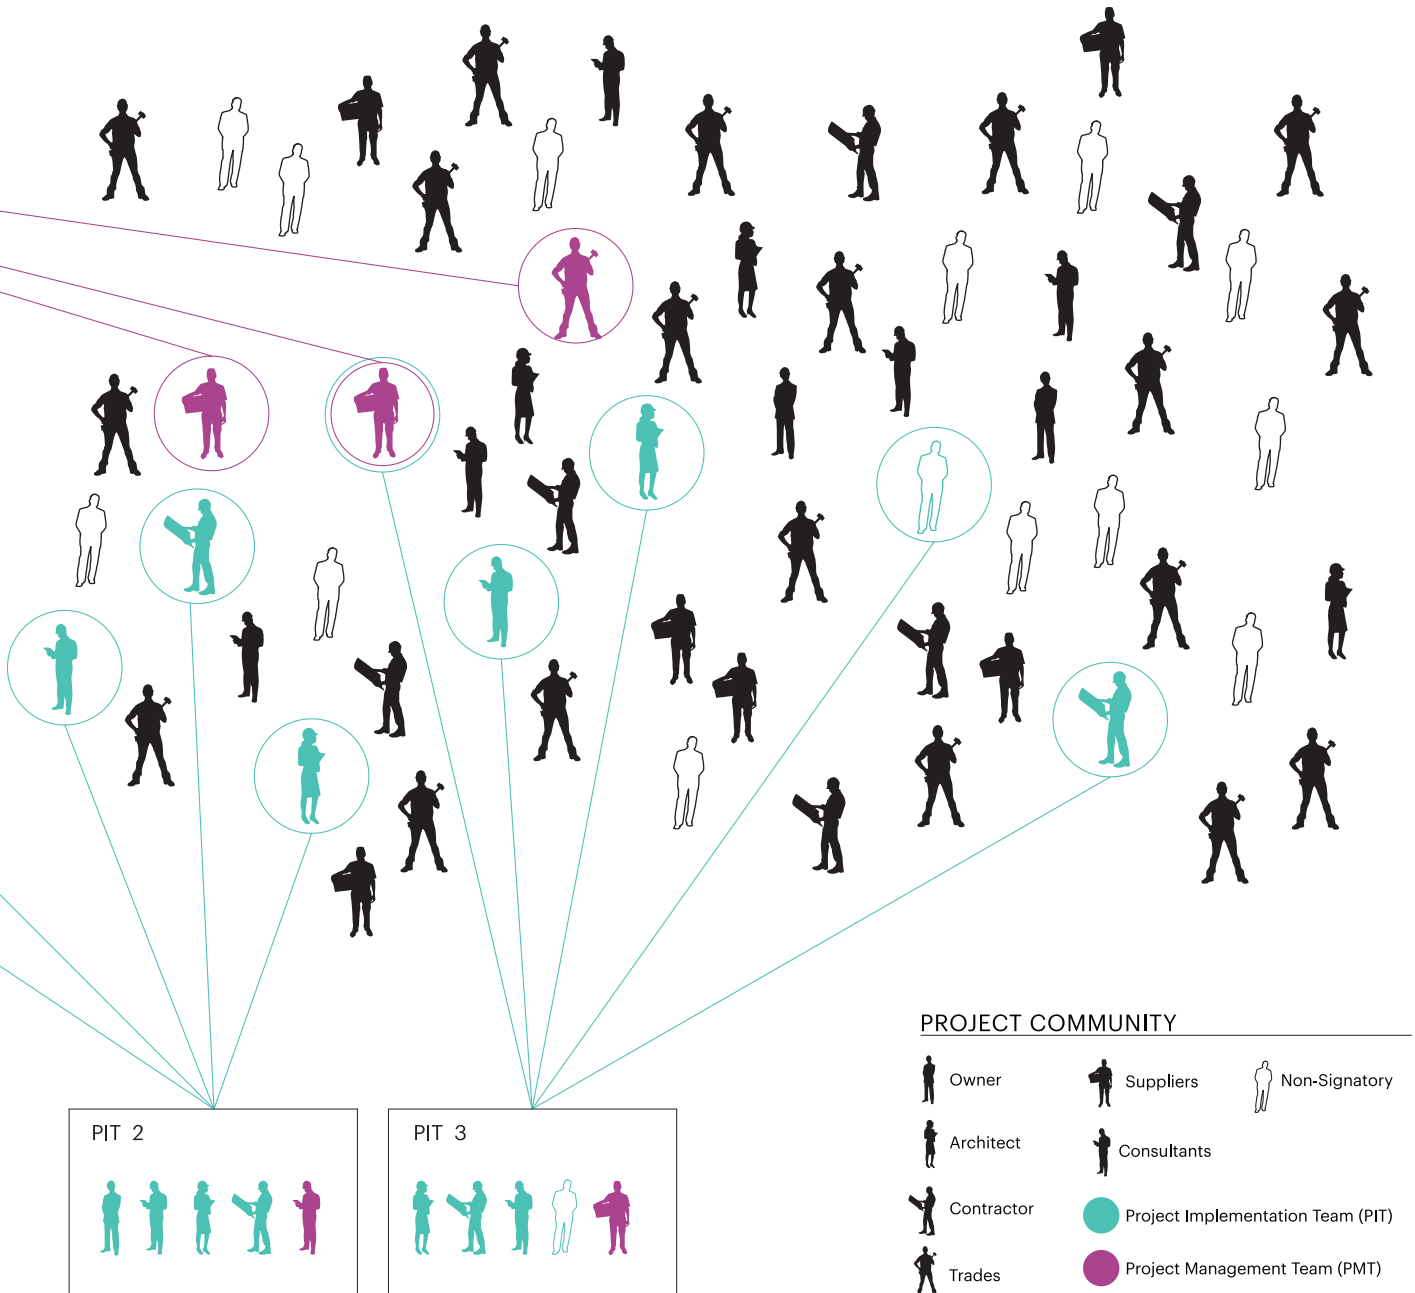 PROJECT COMMUNITY
Owner
Suppliers
Non-Signatory
Architect
Consultants
Contractor
Project Implementation Team (PIT)
Trades
Project Management Team (PMT)
PIT 2
PIT 3